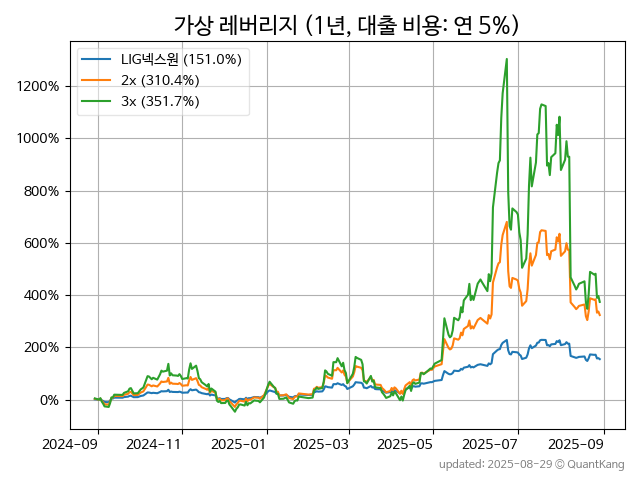 가상 레버리지 (1년, 대출 비용: 연 5%)
LIG넥스원 (151.0%)
2x (310.4%)
3x (351.7%)
1200%
1000%
800%
600%
400%
200%
0%
2024-09 2024-11 2025-01 2025-03 2025-05 2025-07 2025-09
updated: 2025-08-29 © QuantKang